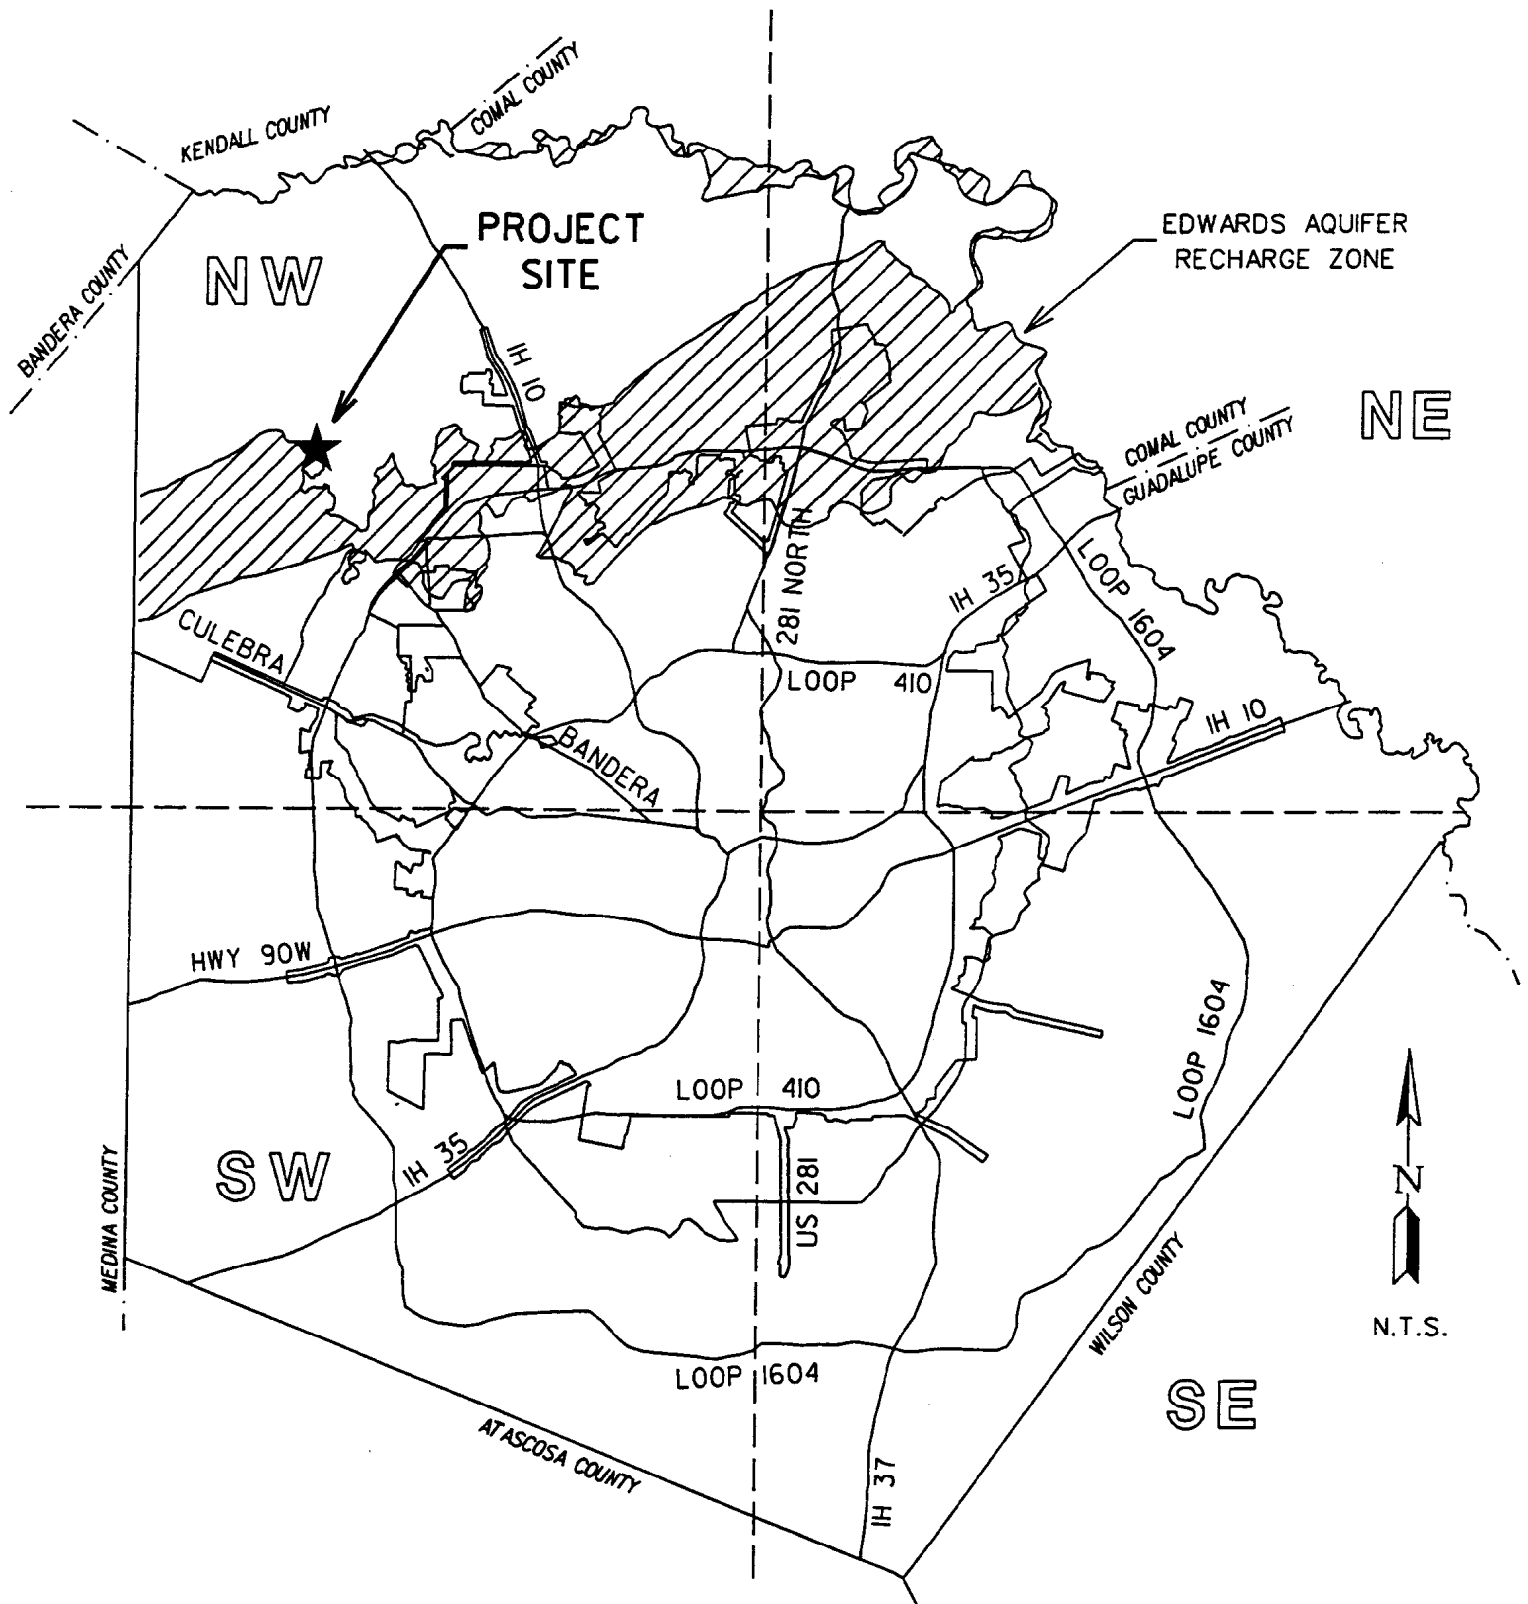 COMAL COUNTY
KENDALL COUNTY
PROJECT
SITE
EDWARDS AQUIFER
RECHARGE ZONE
BANDERA COUNTY
NW
IH 10
NE
COMAL COUNTY
GUADALUPE COUNTY
281 NORTH
IH 35
LOOP 1604
CULEBRA
LOOP 410
IH 10
BANDERA
HWY 90W
LOOP 1604
LOOP 410
IH 35
SW
US 281
MEDINA COUNTY
N
WILSON COUNTY
N.T.S.
LOOP 1604
SE
ATASCOSA COUNTY
IH 37